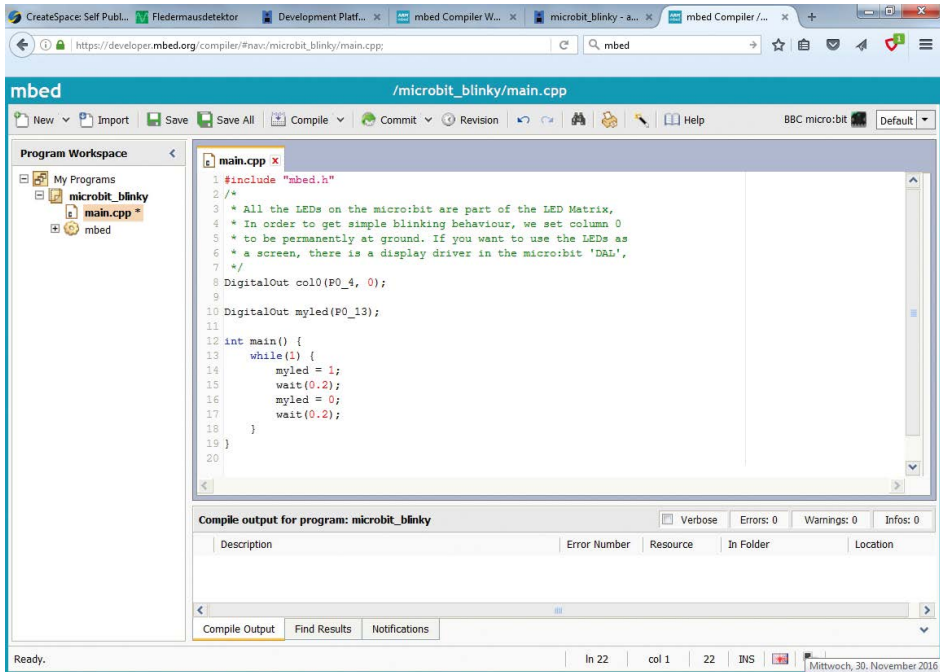 CreateSpace: Self Publ... Fledermausdetektor Development Platf... × mbed Compiler W... × microbit_blinky - a... × mbed Compiler /... × +
https://developer.mbed.org/compiler/#nav:/microbit_blinky/main.cpp; mbed
mbed /microbit_blinky/main.cpp
New Import Save Save All Compile Commit Revision Help BBC micro:bit Default
Program Workspace
My Programs
microbit_blinky
main.cpp *
mbed
main.cpp x
1 #include "mbed.h"
2 /*
3 * All the LEDs on the micro:bit are part of the LED Matrix,
4 * In order to get simple blinking behaviour, we set column 0
5 * to be permanently at ground. If you want to use the LEDs as
6 * a screen, there is a display driver in the micro:bit 'DAL',
7 */
8 DigitalOut col0(P0_4, 0);
9
10 DigitalOut myled(P0_13);
11
12 int main() {
13 while(1) {
14 myled = 1;
15 wait(0.2);
16 myled = 0;
17 wait(0.2);
18 }
19 }
20
Compile output for program: microbit_blinky Verbose Errors: 0 Warnings: 0 Infos: 0
Description Error Number Resource In Folder Location
Compile Output Find Results Notifications
Ready. ln 22 col 1 22 INS
Mittwoch, 30. November 2016